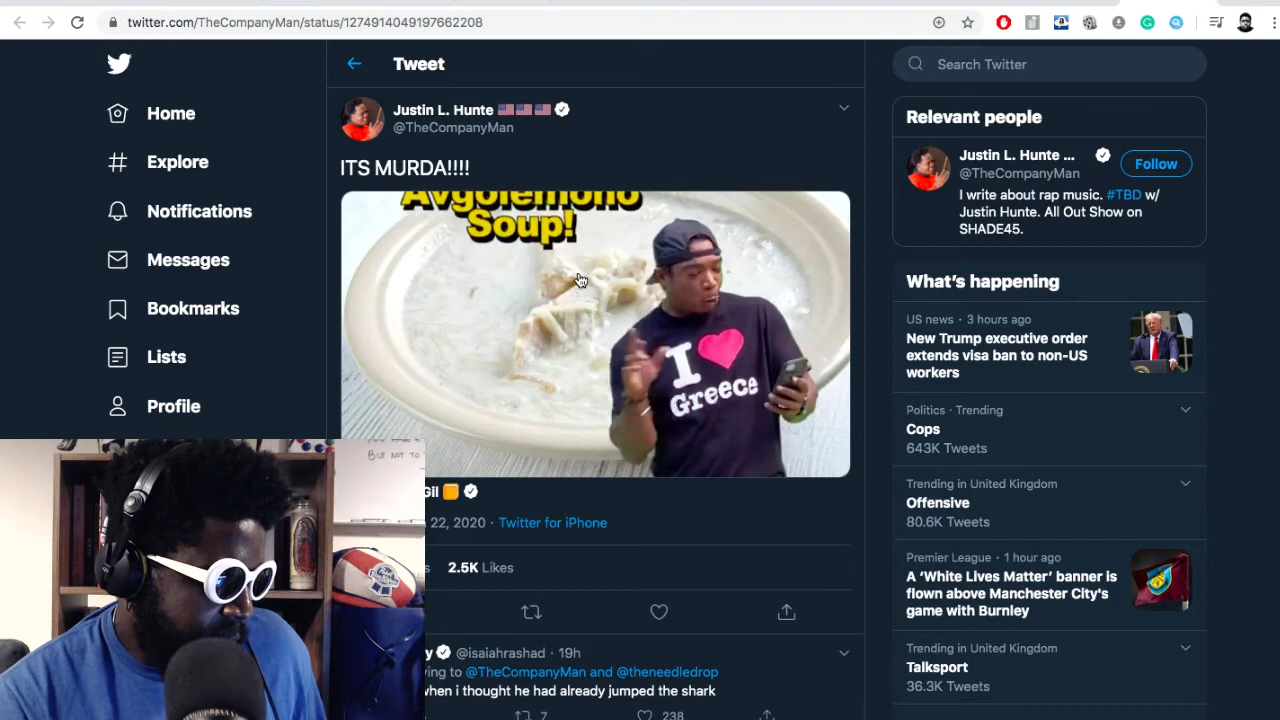 twitter.com/TheCompanyMan/status/1274914049197662208
Home
Explore
Notifications
Messages
Bookmarks
Lists
Profile
Tweet
Justin L. Hunte
@TheCompanyMan
ITS MURDA!!!!
Avgolemono
Soup!
I
Greece
Gil
22, 2020 · Twitter for iPhone
2.5K Likes
@isaiahrashad · 19h
@TheCompanyMan and @theneedledrop
when i thought he had already jumped the shark
7
238
BUT NOT TO
Search Twitter
Relevant people
Justin L. Hunte ...
@TheCompanyMan
Follow
I write about rap music. #TBD w/
Justin Hunte. All Out Show on
SHADE45.
What's happening
US news · 3 hours ago
New Trump executive order
extends visa ban to non-US
workers
Politics · Trending
Cops
643K Tweets
Trending in United Kingdom
Offensive
80.6K Tweets
Premier League · 1 hour ago
A ‘White Lives Matter’ banner is
flown above Manchester City's
game with Burnley
Trending in United Kingdom
Talksport
36.3K Tweets